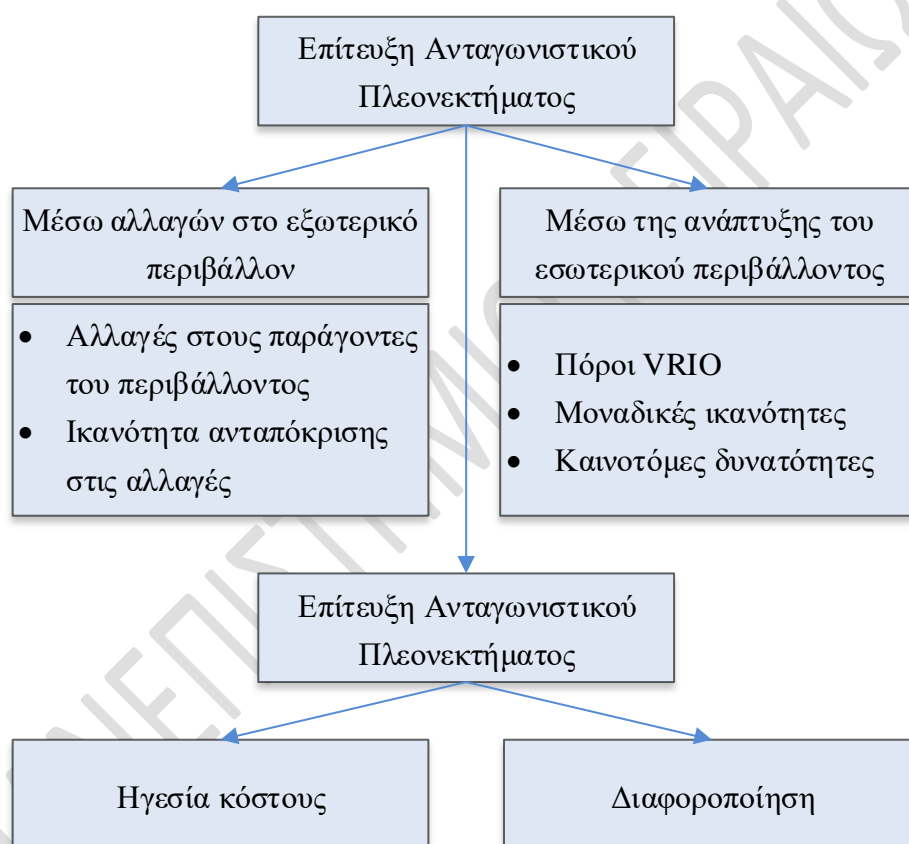 Επίτευξη Ανταγωνιστικού
Πλεονεκτήματος
Μέσω αλλαγών στο εξωτερικό
περιβάλλον
• Αλλαγές στους παράγοντες
του περιβάλλοντος
• Ικανότητα ανταπόκρισης
στις αλλαγές
Μέσω της ανάπτυξης του
εσωτερικού περιβάλλοντος
• Πόροι VRIO
• Μοναδικές ικανότητες
• Καινοτόμες δυνατότητες
Επίτευξη Ανταγωνιστικού
Πλεονεκτήματος
Ηγεσία κόστους
Διαφοροποίηση